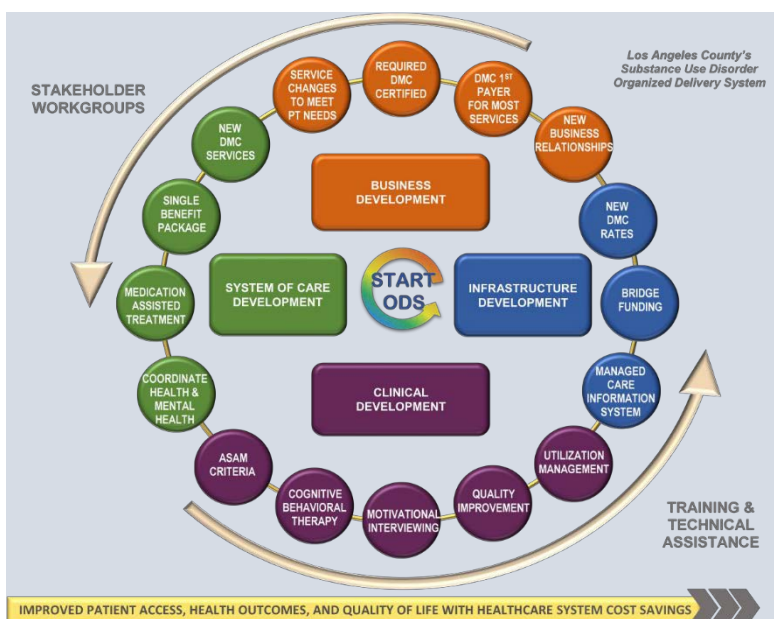 Los Angeles County's
Substance Use Disorder
Organized Delivery System
STAKEHOLDER
WORKGROUPS
REQUIRED
DMC
CERTIFIED
SERVICE
CHANGES
TO MEET
PT NEEDS
DMC 1ST
PAYER
FOR MOST
SERVICES
NEW
DMC
SERVICES
NEW
BUSINESS
RELATIONSHIPS
SINGLE
BENEFIT
PACKAGE
BUSINESS
DEVELOPMENT
NEW
DMC
RATES
MEDICATION
ASSISTED
TREATMENT
SYSTEM OF CARE
DEVELOPMENT
START
ODS
INFRASTRUCTURE
DEVELOPMENT
BRIDGE
FUNDING
COORDINATE
HEALTH &
MENTAL
HEALTH
CLINICAL
DEVELOPMENT
MANAGED
CARE
INFORMATION
SYSTEM
ASAM
CRITERIA
UTILIZATION
MANAGEMENT
COGNITIVE
BEHAVIORAL
THERAPY
MOTIVATIONAL
INTERVIEWING
QUALITY
IMPROVEMENT
TRAINING &
TECHNICAL
ASSISTANCE
IMPROVED PATIENT ACCESS, HEALTH OUTCOMES, AND QUALITY OF LIFE WITH HEALTHCARE SYSTEM COST SAVINGS